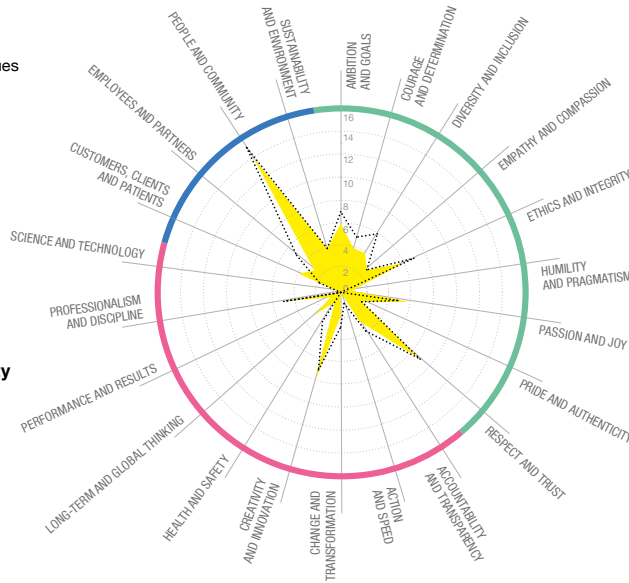 ues
ty
AMBITION
AND GOALS
COURAGE
AND DETERMINATION
DIVERSITY AND INCLUSION
EMPATHY AND COMPASSION
ETHICS AND INTEGRITY
HUMILITY
AND PRAGMATISM
PASSION AND JOY
PRIDE AND AUTHENTICITY
RESPECT AND TRUST
ACCOUNTABILITY
AND TRANSPARENCY
ACTION
AND SPEED
CHANGE AND
TRANSFORMATION
CREATIVITY
AND INNOVATION
HEALTH AND SAFETY
LONG-TERM AND GLOBAL THINKING
PERFORMANCE AND RESULTS
PROFESSIONALISM
AND DISCIPLINE
SCIENCE AND TECHNOLOGY
CUSTOMERS, CLIENTS
AND PATIENTS
EMPLOYEES AND PARTNERS
PEOPLE AND COMMUNITY
SUSTAINABILITY
AND ENVIRONMENT
16
14
12
10
8
6
4
2
0